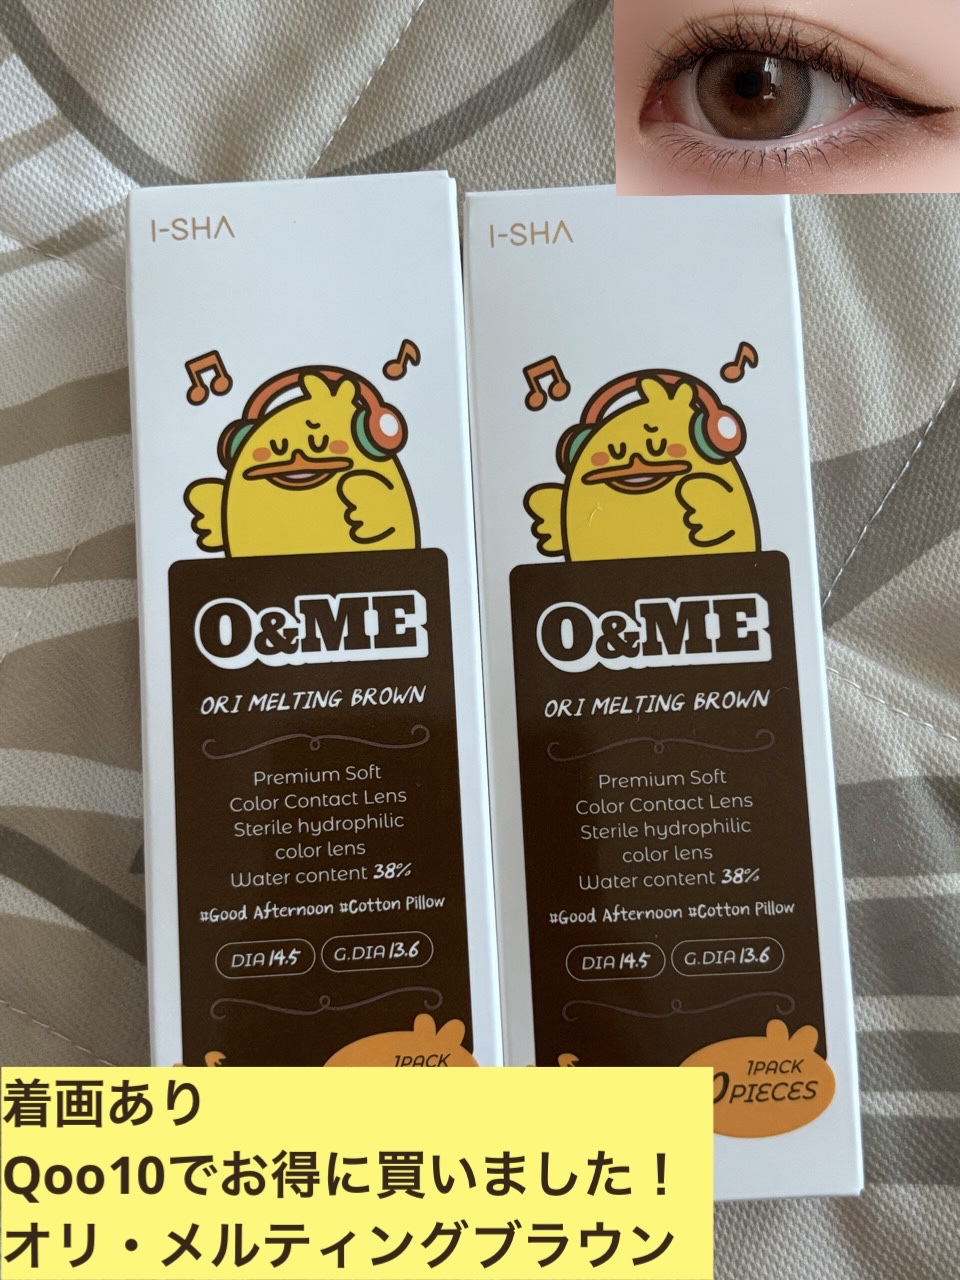 I-SHA
O&ME
ORI MELTING BROWN
Premium Soft
Color Contact Lens
Sterile hydrophilic
color lens
Water content 38%
#Good Afternoon #Cotton Pillow
DIA 14.5 G.DIA 13.6
1PACK
I-SHA
O&ME
ORI MELTING BROWN
Premium Soft
Color Contact Lens
Sterile hydrophilic
color lens
Water content 38%
#Good Afternoon #Cotton Pillow
DIA 14.5 G.DIA 13.6
1PACK
PIECES
着画あり
Qoo10でお得に買いました！
オリ・メルティングブラウン